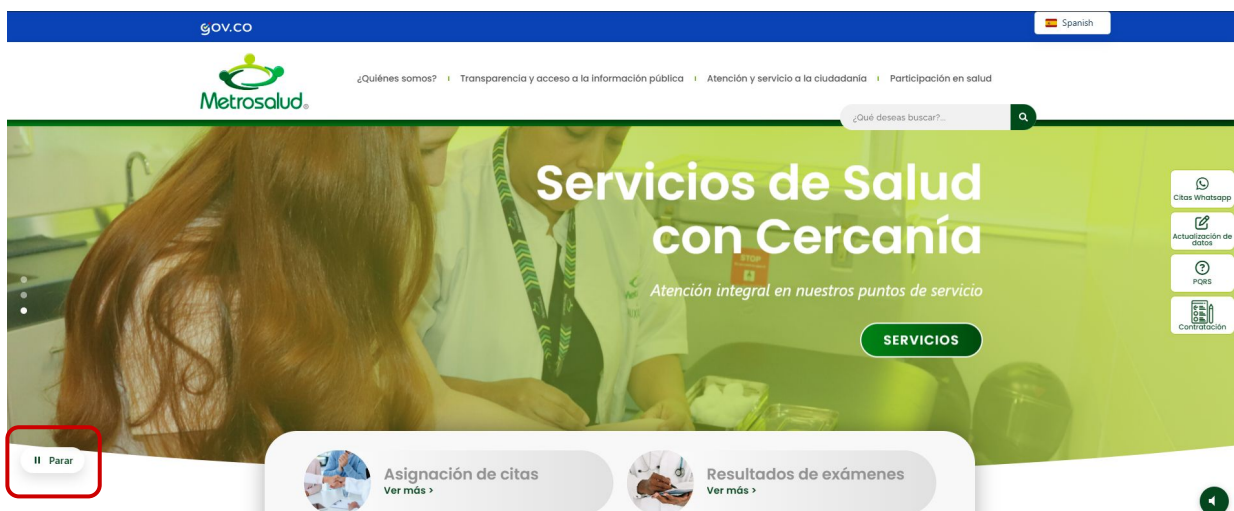 GOV.CO
Spanish
Metrosalud®
¿Quiénes somos? Transparencia y acceso a la información pública Atención y servicio a la ciudadanía Participación en salud
¿Qué deseas buscar?...
Servicios de Salud
con Cercanía
STOP
Atención integral en nuestros puntos de servicio
SERVICIOS
Citas Whatsapp
Actualización de
datos
PQRS
Contratación
Parar
Asignación de citas
Ver más >
Resultados de exámenes
Ver más >